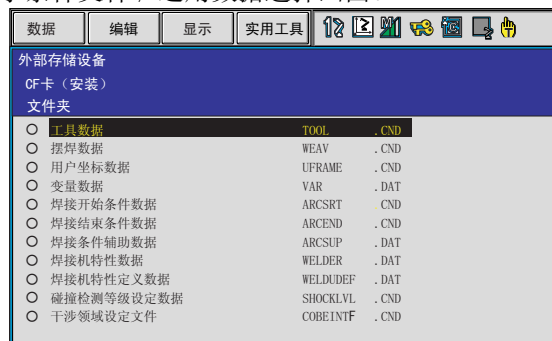 数据 编辑 显示 实用工具
外部存储设备
CF卡（安装）
文件夹
工具数据 TOOL .CND
摆焊数据 WEAV .CND
用户坐标数据 UFRAME .CND
变量数据 VAR .DAT
焊接开始条件数据 ARCSRT CND
焊接结束条件数据 ARCEND .CND
焊接条件辅助数据 ARCSUP .DAT
焊接机特性数据 WELDER .DAT
焊接机特性定义数据 WELDUDEF .DAT
碰撞检测等级设定数据 SHOCKLVL .CND
干涉领域设定文件 COBEINTF .CND